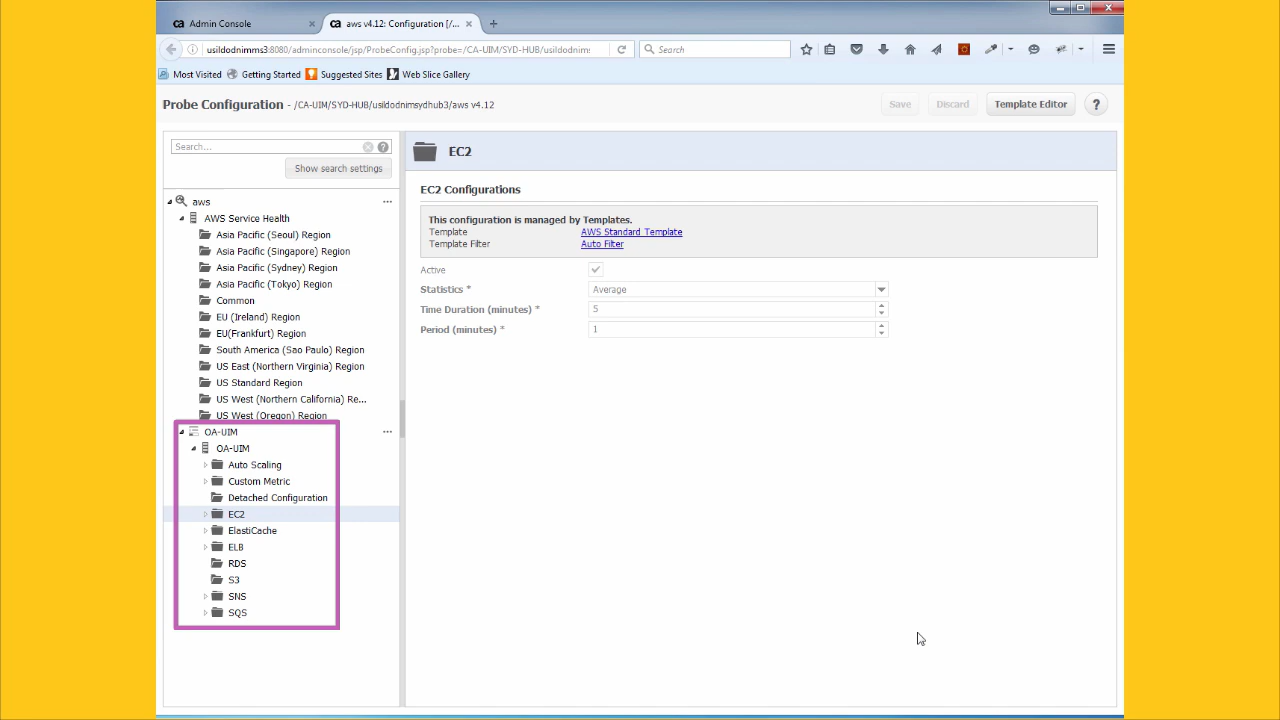 ca Admin Console
ca aws v4.12: Configuration [/...
usildodnimms3:8080/adminconsole/jsp/ProbeConfig.jsp?probe=/CA-UIM/SYD-HUB/usildodnims
Search
Most Visited
Getting Started
Suggested Sites
Web Slice Gallery
Probe Configuration - /CA-UIM/SYD-HUB/usildodnimsydhub3/aws v4.12
Save
Discard
Template Editor
?
Search...
?
Show search settings
aws
AWS Service Health
Asia Pacific (Seoul) Region
Asia Pacific (Singapore) Region
Asia Pacific (Sydney) Region
Asia Pacific (Tokyo) Region
Common
EU (Ireland) Region
EU(Frankfurt) Region
South America (Sao Paulo) Region
US East (Northern Virginia) Region
US Standard Region
US West (Northern California) Re...
US West (Oregon) Region
OA-UIM
OA-UIM
Auto Scaling
Custom Metric
Detached Configuration
EC2
ElastiCache
ELB
RDS
S3
SNS
SQS
EC2
EC2 Configurations
This configuration is managed by Templates.
Template AWS Standard Template
Template Filter Auto Filter
Active
Statistics * Average
Time Duration (minutes) * 5
Period (minutes) * 1